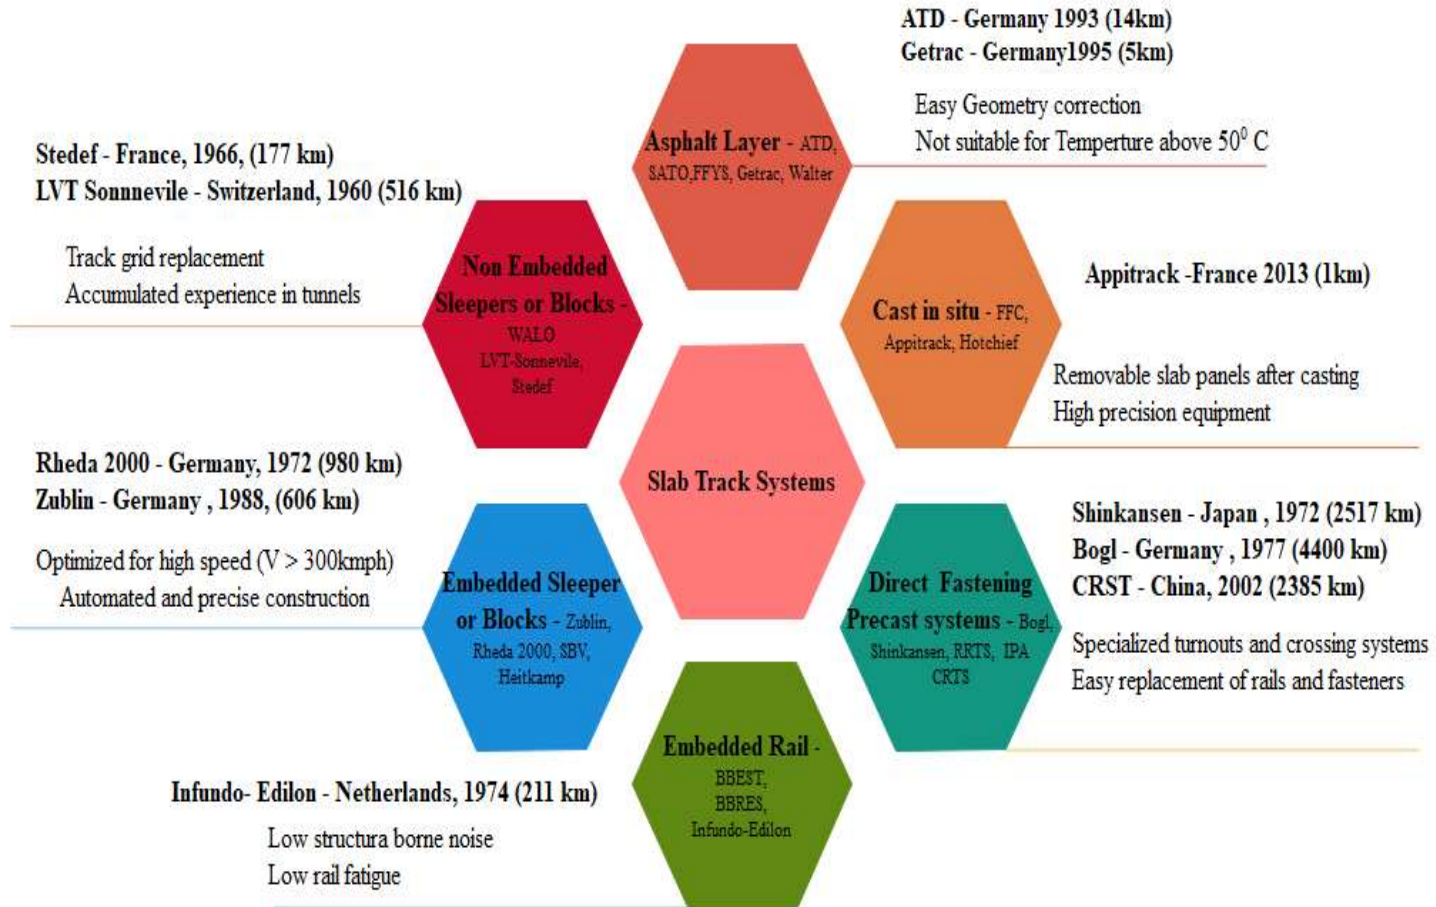 ATD - Germany 1993 (14km)
Getrac - Germany1995 (5km)
Easy Geometry correction
Not suitable for Temperture above 50⁰ C
Asphalt Layer - ATD,
SATO,FFYS, Getrac, Walter
Stedef - France, 1966, (177 km)
LVT Sonnnevile - Switzerland, 1960 (516 km)
Track grid replacement
Accumulated experience in tunnels
Non Embedded
Sleepers or Blocks -
WALO
LVT-Sonnevile,
Stedef
Cast in situ - FFC,
Appitrack, Hotchief
Appitrack -France 2013 (1km)
Removable slab panels after casting
High precision equipment
Slab Track Systems
Rheda 2000 - Germany, 1972 (980 km)
Zublin - Germany , 1988, (606 km)
Optimized for high speed (V > 300kmph)
Automated and precise construction
Embedded Sleeper
or Blocks - Zublin,
Rheda 2000, SBV,
Heitkamp
Direct Fastening
Precast systems - Bogl,
Shinkansen, RRTS, IPA
CRTS
Shinkansen - Japan , 1972 (2517 km)
Bogl - Germany , 1977 (4400 km)
CRST - China, 2002 (2385 km)
Specialized turnouts and crossing systems
Easy replacement of rails and fasteners
Embedded Rail -
BBEST,
BBRES,
Infundo-Edilon
Infundo- Edilon - Netherlands, 1974 (211 km)
Low structura borne noise
Low rail fatigue